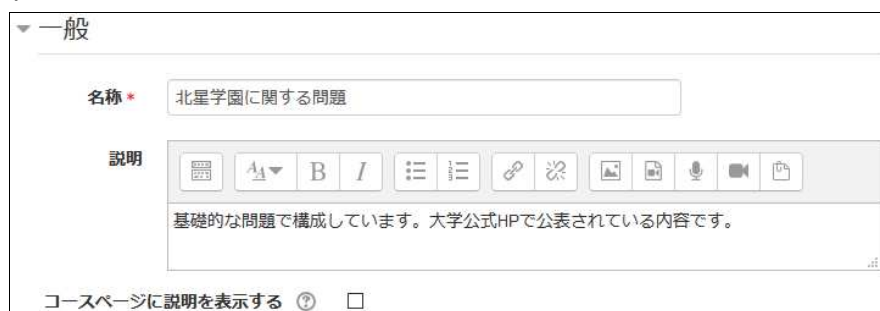 一般
名称*
北星学園に関する問題
説明
B I
基礎的な問題で構成しています。大学公式HPで公表されている内容です。
コースページに説明を表示する ?